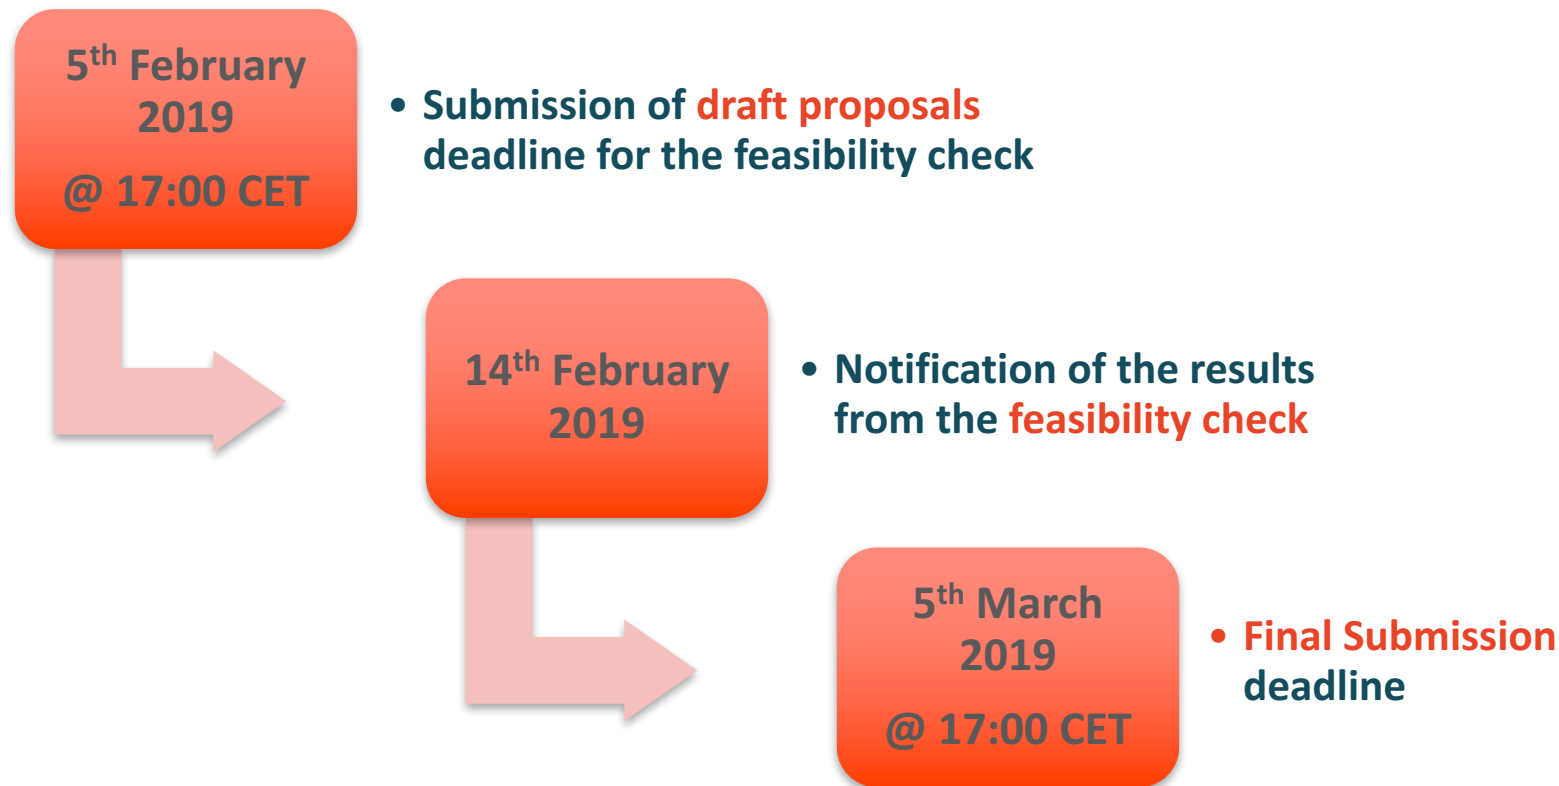 5th February
2019
@ 17:00 CET
• Submission of draft proposals
deadline for the feasibility check
14th February
2019
• Notification of the results
from the feasibility check
5th March
2019
@ 17:00 CET
• Final Submission
deadline